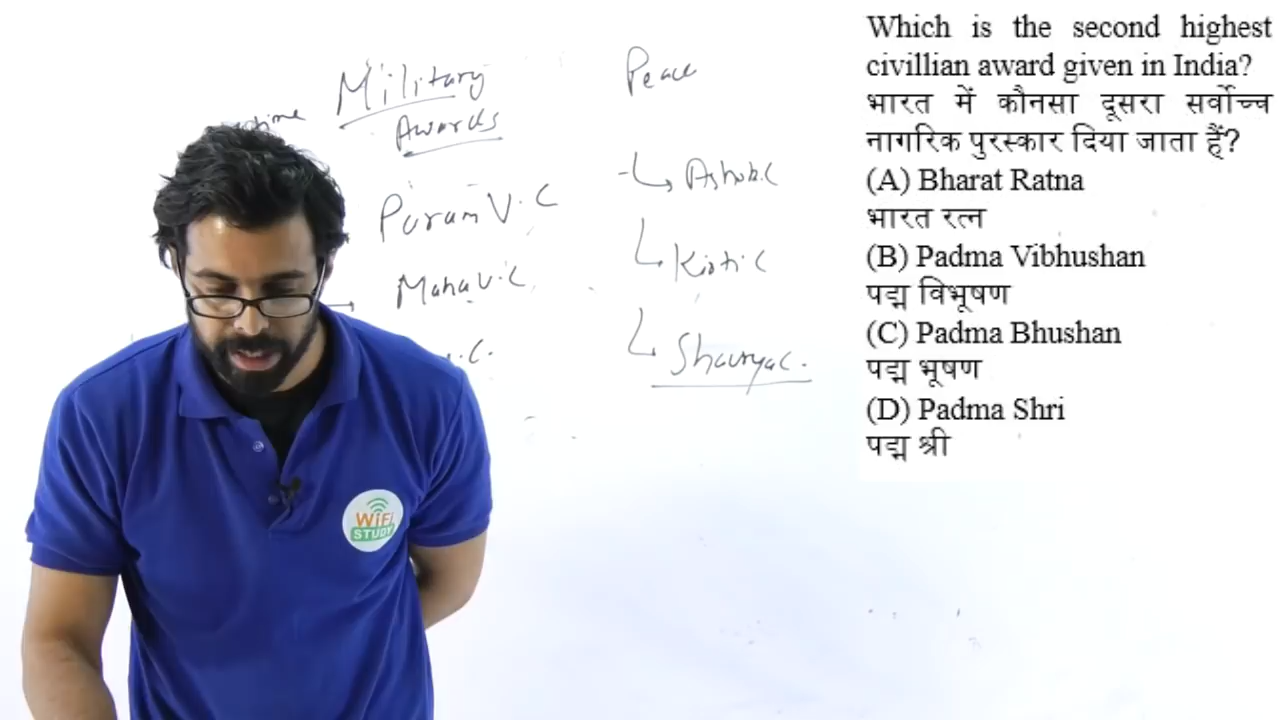 Military
Awards
Param V.C
Maha V.C
.C.
Peace
Ashok.C
Kirti C
Shaurya C.
WiFi
STUDY
Which is the second highest
civillian award given in India?
भारत में कौनसा दूसरा सर्वोच्च
नागरिक पुरस्कार दिया जाता हैं?
(A) Bharat Ratna
भारत रत्न
(B) Padma Vibhushan
पद्म विभूषण
(C) Padma Bhushan
पद्म भूषण
(D) Padma Shri
पद्म श्री